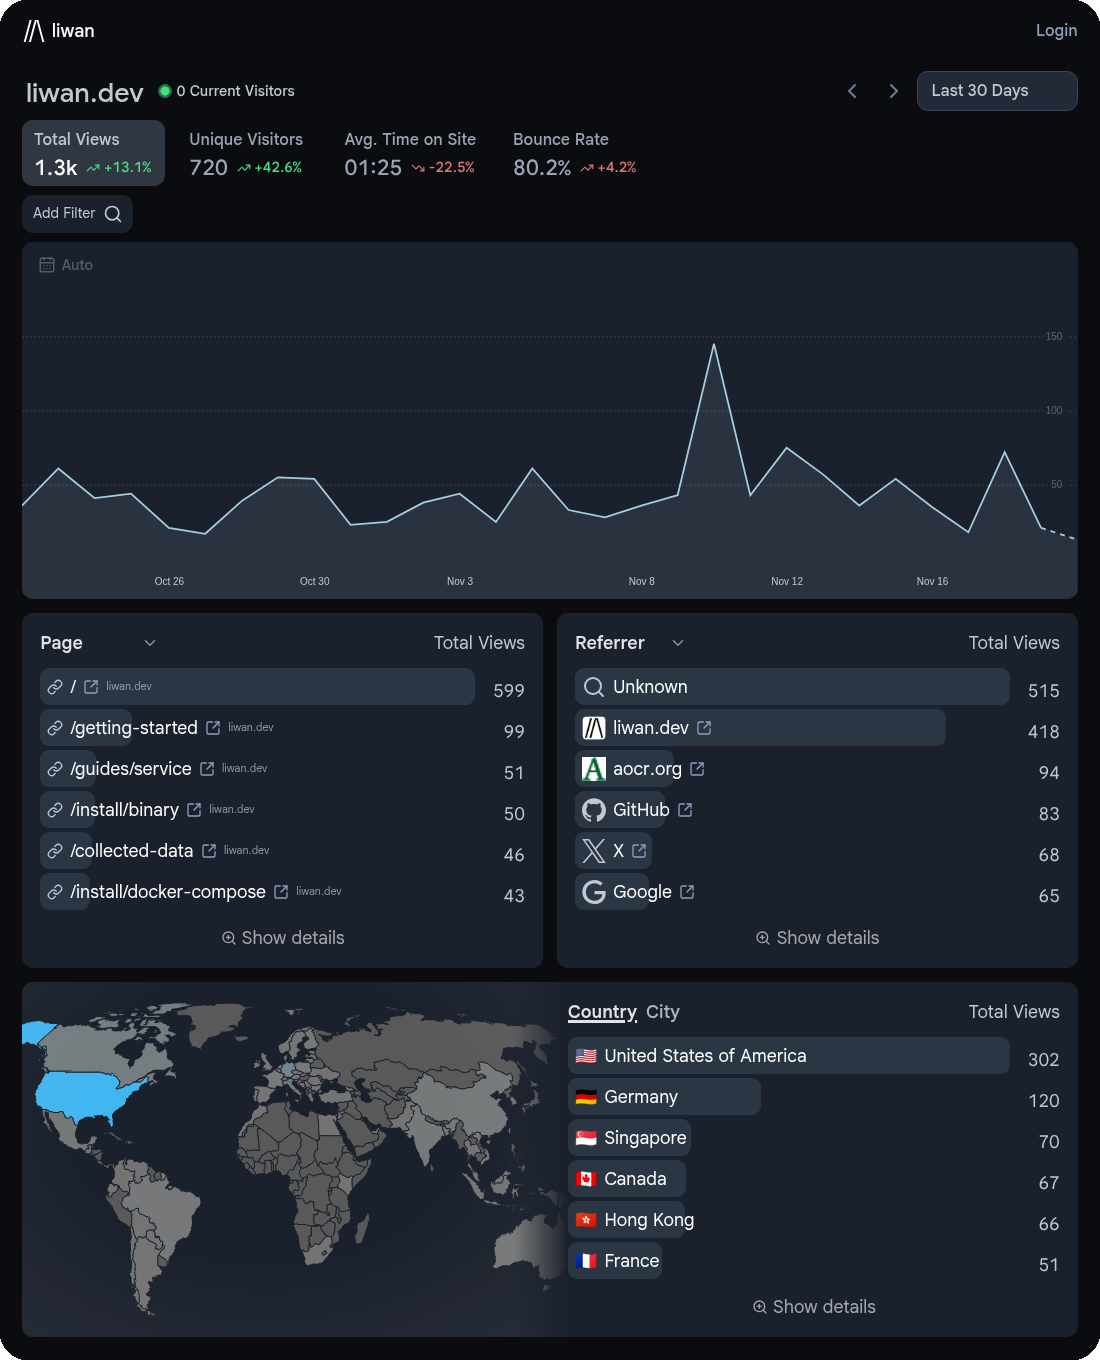 liwan
Login
liwan.dev 0 Current Visitors
Last 30 Days
Total Views Unique Visitors Avg. Time on Site Bounce Rate
1.3k +13.1% 720 +42.6% 01:25 -22.5% 80.2% +4.2%
Add Filter
Auto
150
100
50
Oct 26 Oct 30 Nov 3 Nov 8 Nov 12 Nov 16
Page Total Views
/ liwan.dev 599
/getting-started liwan.dev 99
/guides/service liwan.dev 51
/install/binary liwan.dev 50
/collected-data liwan.dev 46
/install/docker-compose liwan.dev 43
Show details
Referrer Total Views
Unknown 515
liwan.dev 418
aocr.org 94
GitHub 83
X 68
Google 65
Show details
Country City Total Views
United States of America 302
Germany 120
Singapore 70
Canada 67
Hong Kong 66
France 51
Show details